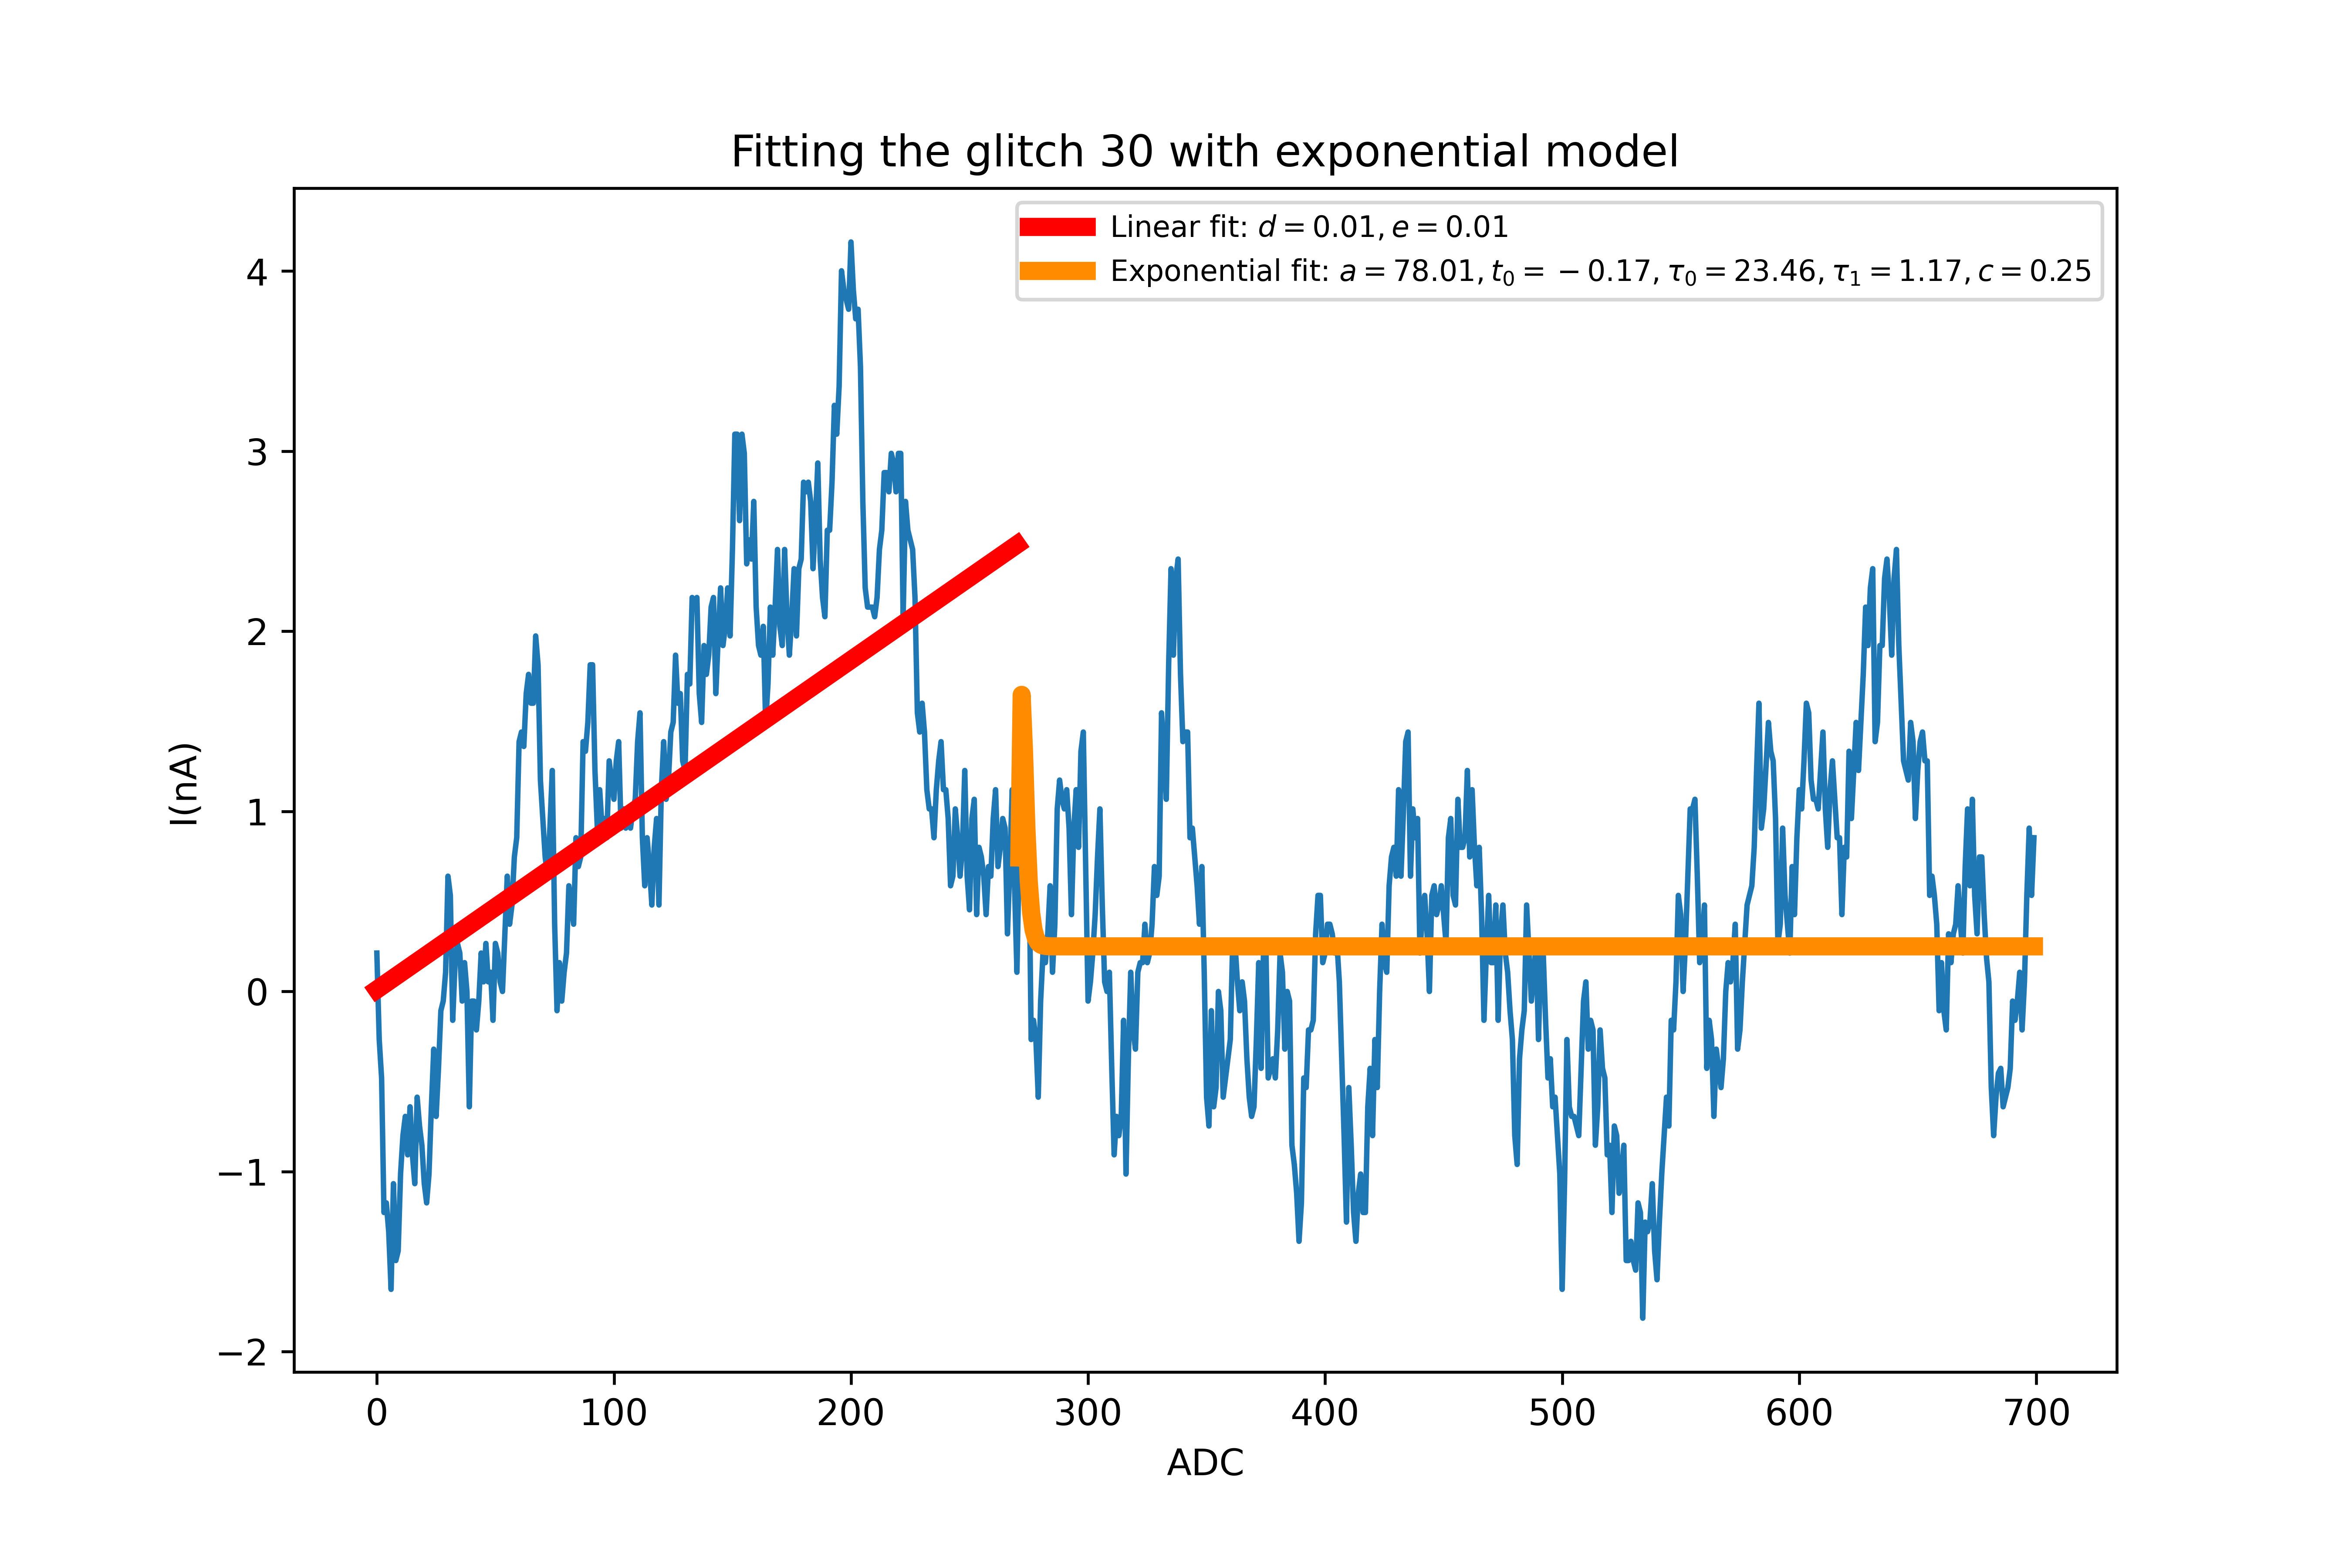 Fitting the glitch 30 with exponential model
Linear fit: d = 0.01, e = 0.01
Exponential fit: a = 78.01, t₀ = −0.17, τ₀ = 23.46, τ₁ = 1.17, c = 0.25
I(nA)
4
3
2
1
0
−1
−2
0 100 200 300 400 500 600 700
ADC